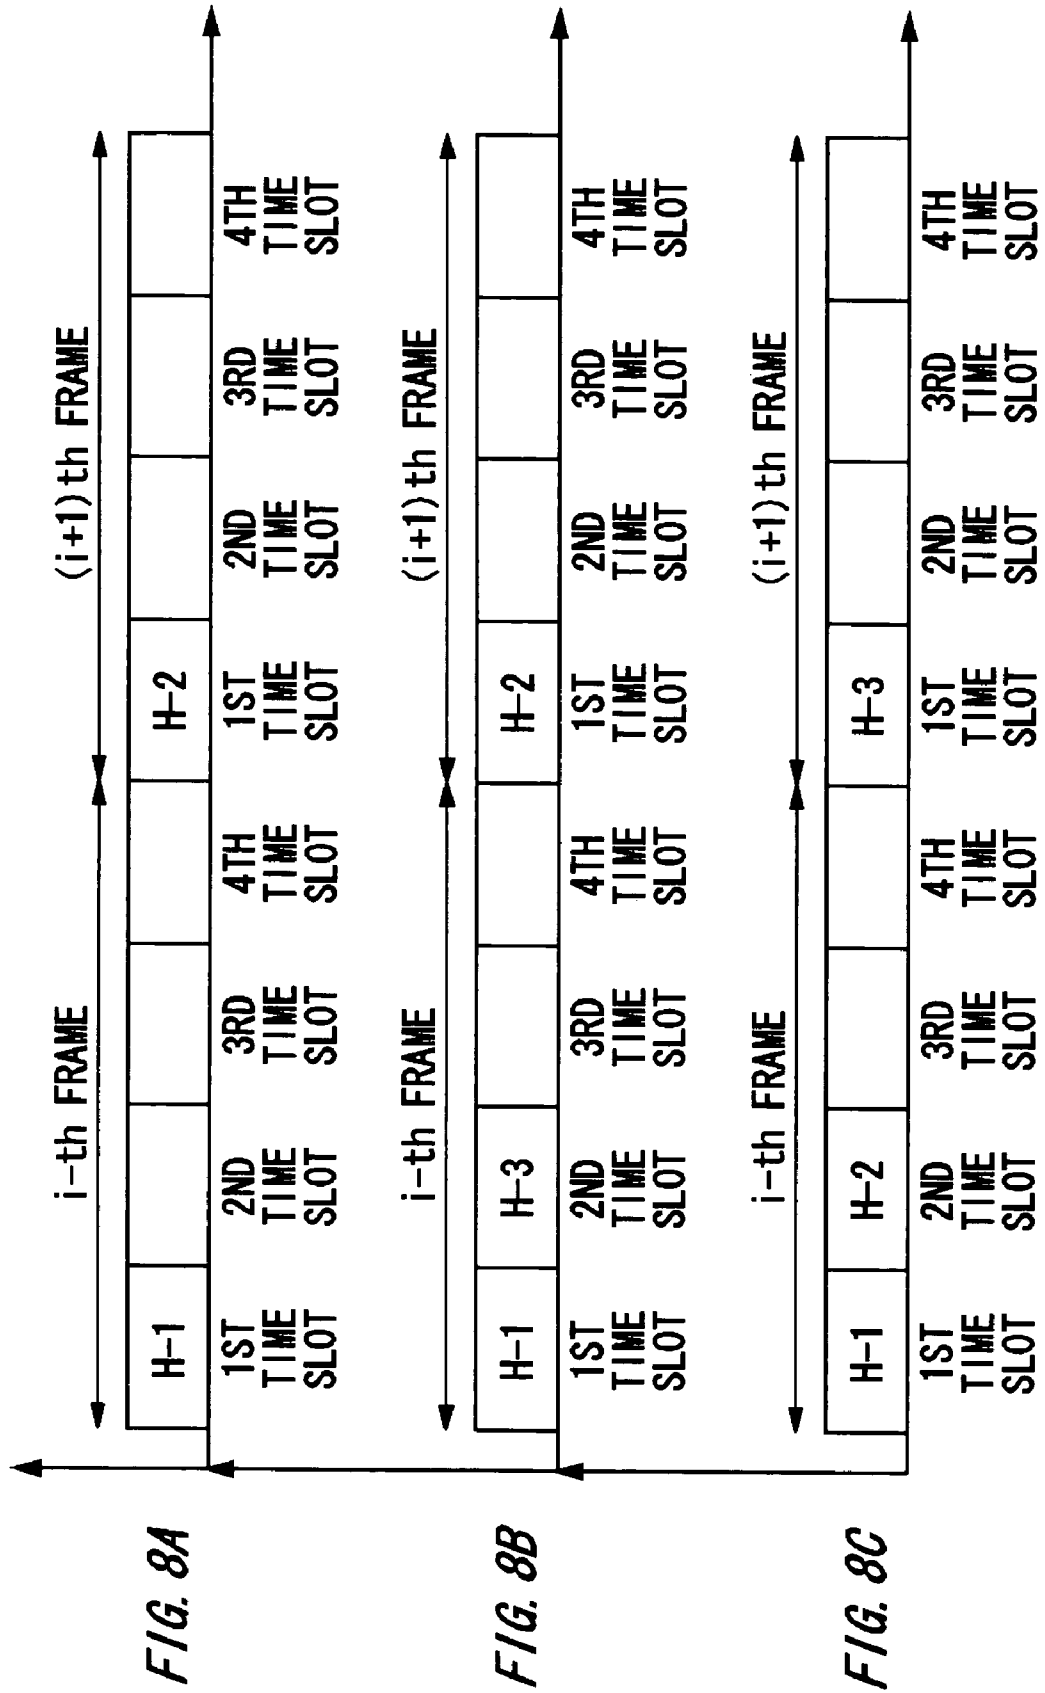 FIG. 8A
i-th FRAME
(i+1)th FRAME
H-1
H-2
1ST
TIME
SLOT
2ND
TIME
SLOT
3RD
TIME
SLOT
4TH
TIME
SLOT
1ST
TIME
SLOT
2ND
TIME
SLOT
3RD
TIME
SLOT
4TH
TIME
SLOT
FIG. 8B
i-th FRAME
(i+1)th FRAME
H-1
H-3
H-2
1ST
TIME
SLOT
2ND
TIME
SLOT
3RD
TIME
SLOT
4TH
TIME
SLOT
1ST
TIME
SLOT
2ND
TIME
SLOT
3RD
TIME
SLOT
4TH
TIME
SLOT
FIG. 8C
i-th FRAME
(i+1)th FRAME
H-1
H-2
H-3
1ST
TIME
SLOT
2ND
TIME
SLOT
3RD
TIME
SLOT
4TH
TIME
SLOT
1ST
TIME
SLOT
2ND
TIME
SLOT
3RD
TIME
SLOT
4TH
TIME
SLOT